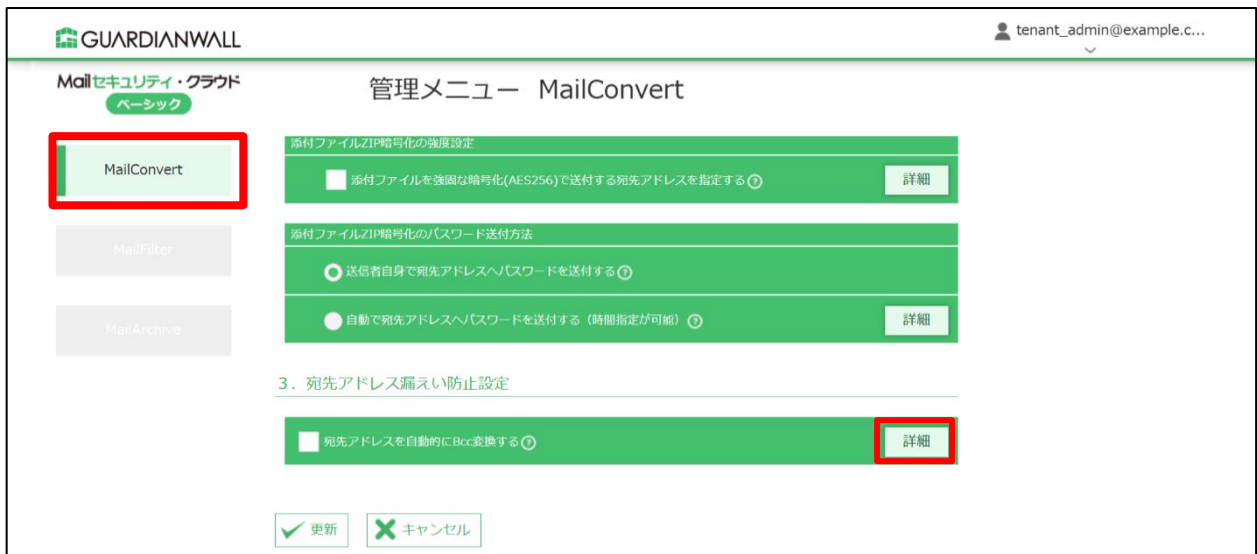 GUARDIANWALL
tenant_admin@example.c...
Mailセキュリティ・クラウド
ベーシック
管理メニュー MailConvert
MailConvert
MailFilter
MailArchive
添付ファイルZIP暗号化の強度設定
添付ファイルを強固な暗号化(AES256)で送付する宛先アドレスを指定する?
詳細
添付ファイルZIP暗号化のパスワード送付方法
送信者自身で宛先アドレスへパスワードを送付する?
自動で宛先アドレスへパスワードを送付する（時間指定が可能）?
詳細
3．宛先アドレス漏えい防止設定
宛先アドレスを自動的にBcc変換する?
詳細
更新
キャンセル